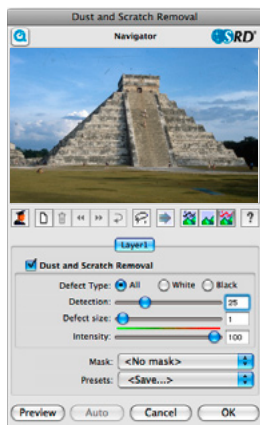 Dust and Scratch Removal
Navigator SRD
Layer1
Dust and Scratch Removal
Defect Type: All White Black
Detection: 25
Defect size: 1
Intensity: 100
Mask: <No mask>
Presets: <Save...>
Preview Auto Cancel OK